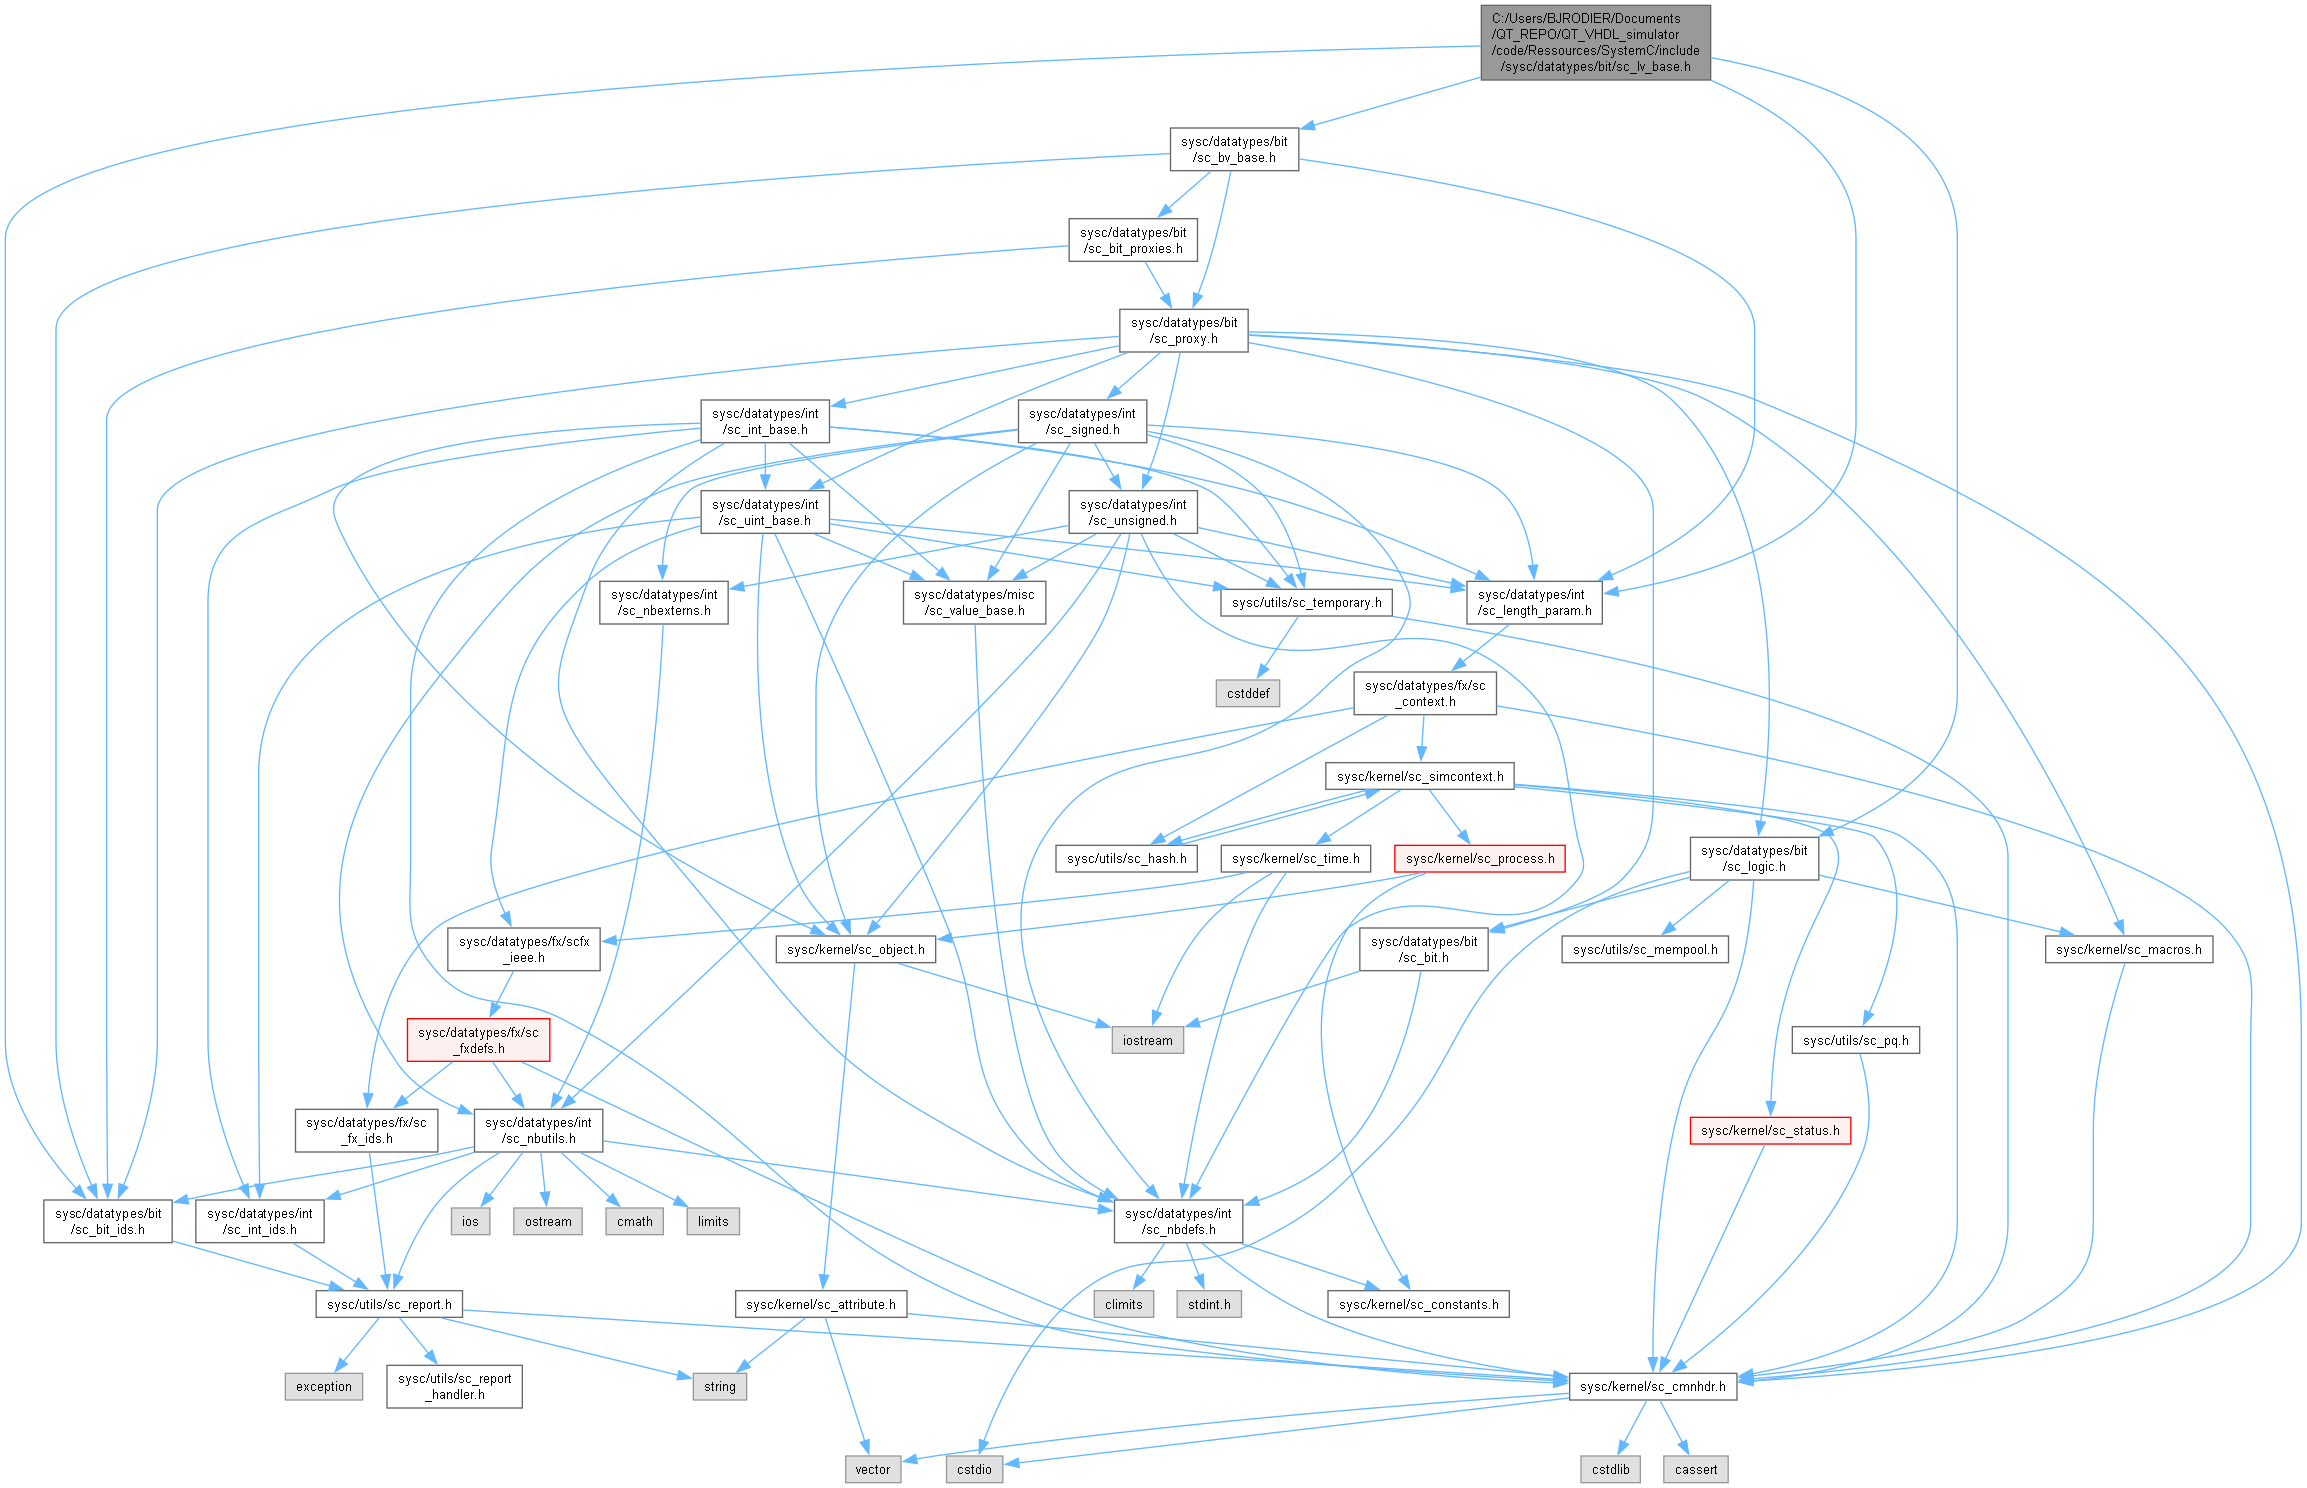 C:/Users/BJRODIER/Documents
/QT_REPO/QT_VHDL_simulator
/code/Ressources/SystemC/include
/sysc/datatypes/bit/sc_lv_base.h
sysc/datatypes/bit
/sc_bv_base.h
sysc/datatypes/bit
/sc_bit_proxies.h
sysc/datatypes/bit
/sc_proxy.h
sysc/datatypes/int
/sc_int_base.h
sysc/datatypes/int
/sc_signed.h
sysc/datatypes/int
/sc_uint_base.h
sysc/datatypes/int
/sc_unsigned.h
sysc/datatypes/int
/sc_nbexterns.h
sysc/datatypes/misc
/sc_value_base.h
sysc/utils/sc_temporary.h
sysc/datatypes/int
/sc_length_param.h
cstddef
sysc/datatypes/fx/sc
_context.h
sysc/kernel/sc_simcontext.h
sysc/utils/sc_hash.h
sysc/kernel/sc_time.h
sysc/kernel/sc_process.h
sysc/datatypes/bit
/sc_logic.h
sysc/datatypes/fx/scfx
_ieee.h
sysc/kernel/sc_object.h
sysc/datatypes/bit
/sc_bit.h
sysc/utils/sc_mempool.h
sysc/kernel/sc_macros.h
sysc/datatypes/fx/sc
_fxdefs.h
iostream
sysc/utils/sc_pq.h
sysc/datatypes/fx/sc
_fx_ids.h
sysc/datatypes/int
/sc_nbutils.h
sysc/kernel/sc_status.h
sysc/datatypes/bit
/sc_bit_ids.h
sysc/datatypes/int
/sc_int_ids.h
ios
ostream
cmath
limits
sysc/datatypes/int
/sc_nbdefs.h
sysc/utils/sc_report.h
sysc/kernel/sc_attribute.h
climits
stdint.h
sysc/kernel/sc_constants.h
exception
sysc/utils/sc_report
_handler.h
string
sysc/kernel/sc_cmnhdr.h
vector
cstdio
cstdlib
cassert